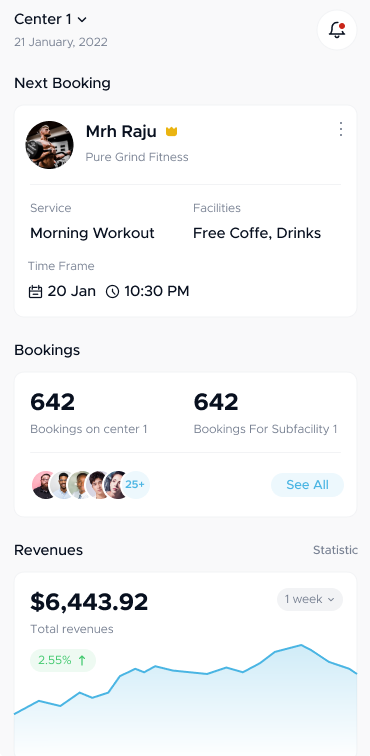 Center 1
21 January, 2022
Next Booking
Mrh Raju
Pure Grind Fitness
Service
Facilities
Morning Workout
Free Coffe, Drinks
Time Frame
20 Jan
10:30 PM
Bookings
642
642
Bookings on center 1
Bookings For Subfacility 1
25+
See All
Revenues
Statistic
$6,443.92
1 week
Total revenues
2.55% ↑